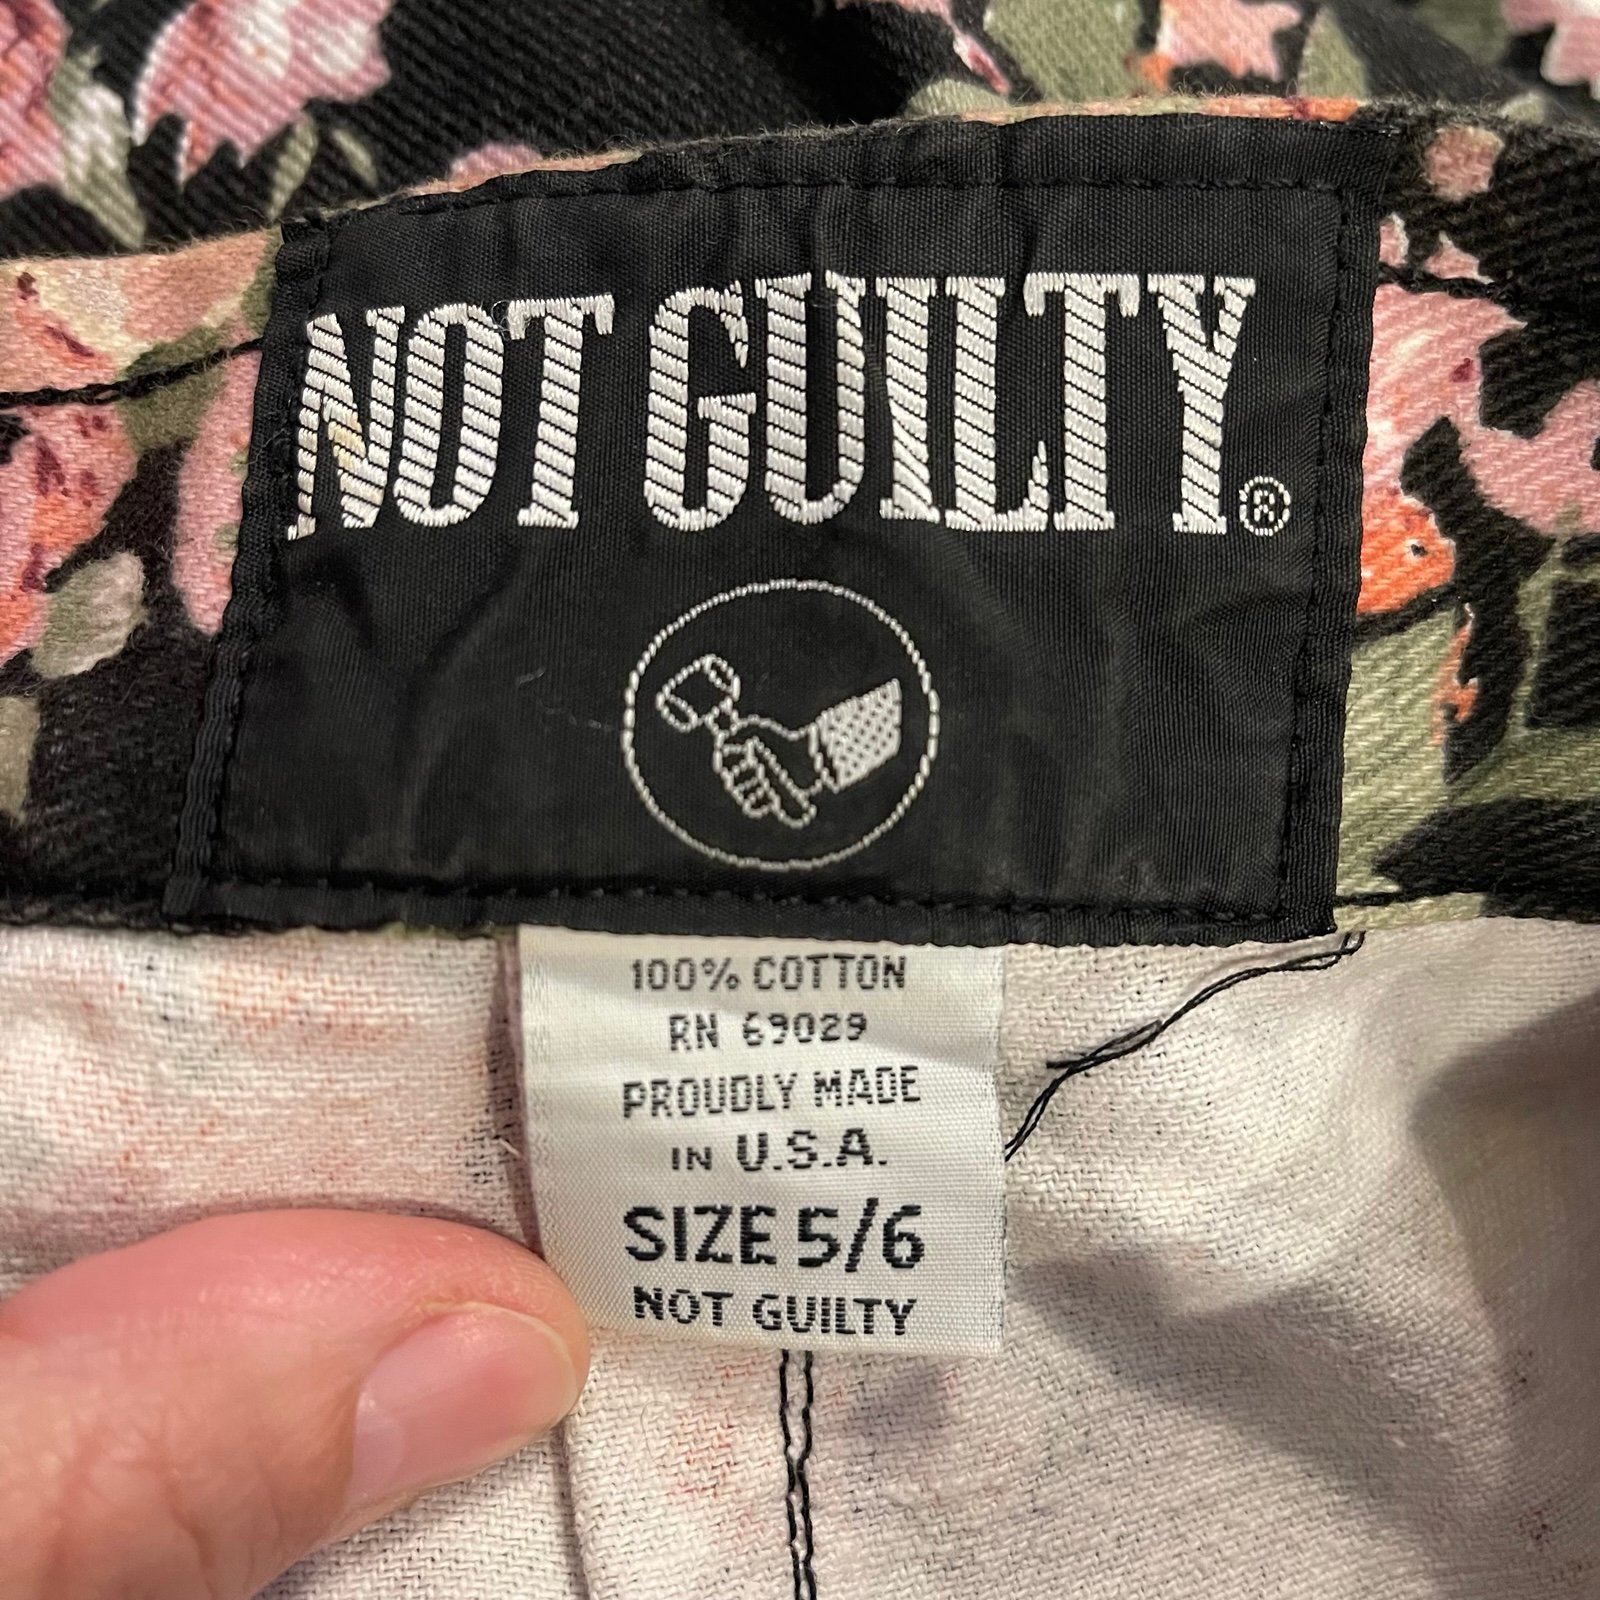 NOT GUILTY®
100% COTTON
RN 69029
PROUDLY MADE
IN U.S.A.
SIZE 5/6
NOT GUILTY